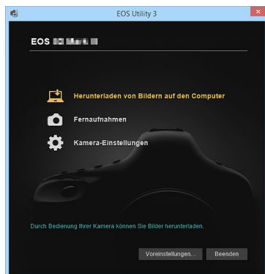 EOS Utility 3
EOS
Herunterladen von Bildern auf den Computer
Fernaufnahmen
Kamera-Einstellungen
Durch Bedienung Ihrer Kamera können Sie Bilder herunterladen.
Voreinstellungen...
Beenden